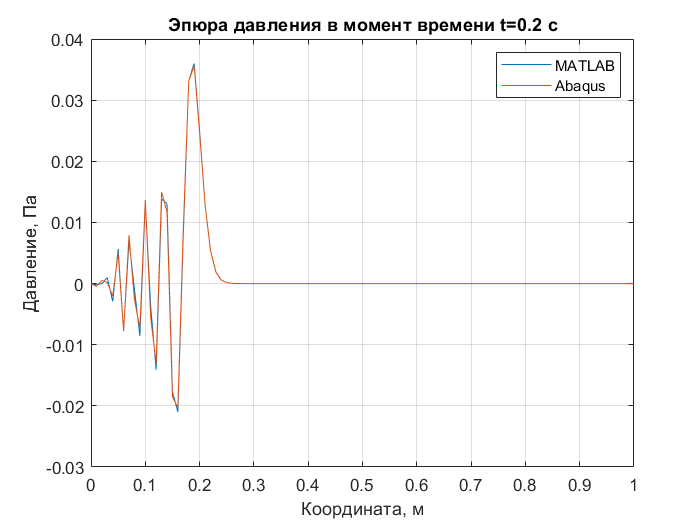 Эпюра давления в момент времени t=0.2 с
MATLAB
Abaqus
0.04
0.03
0.02
0.01
0
-0.01
-0.02
-0.03
Давление, Па
0 0.1 0.2 0.3 0.4 0.5 0.6 0.7 0.8 0.9 1
Координата, м